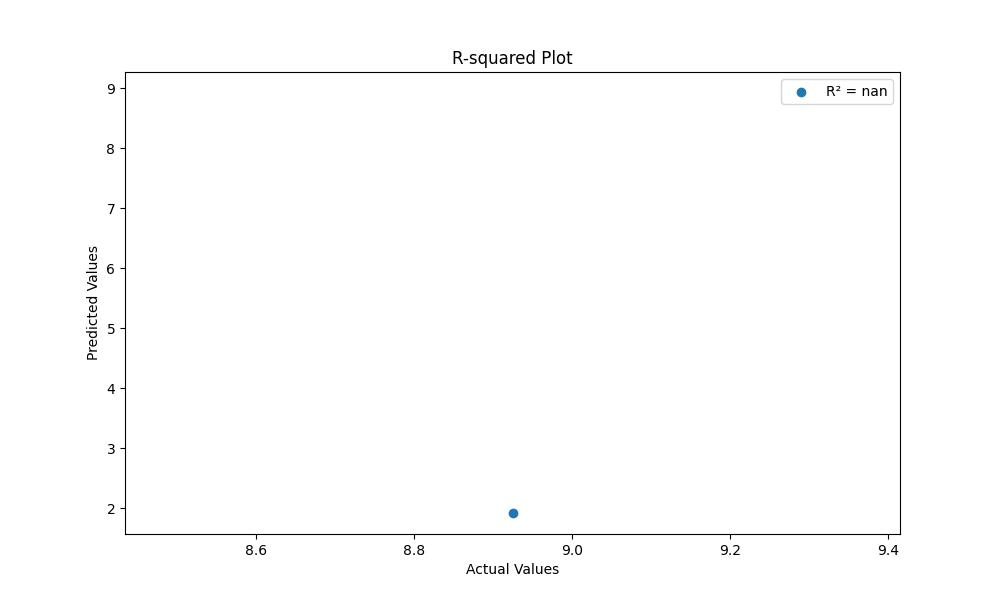 R-squared Plot
R² = nan
9
8
7
6
5
4
3
2
Predicted Values
8.6 8.8 9.0 9.2 9.4
Actual Values